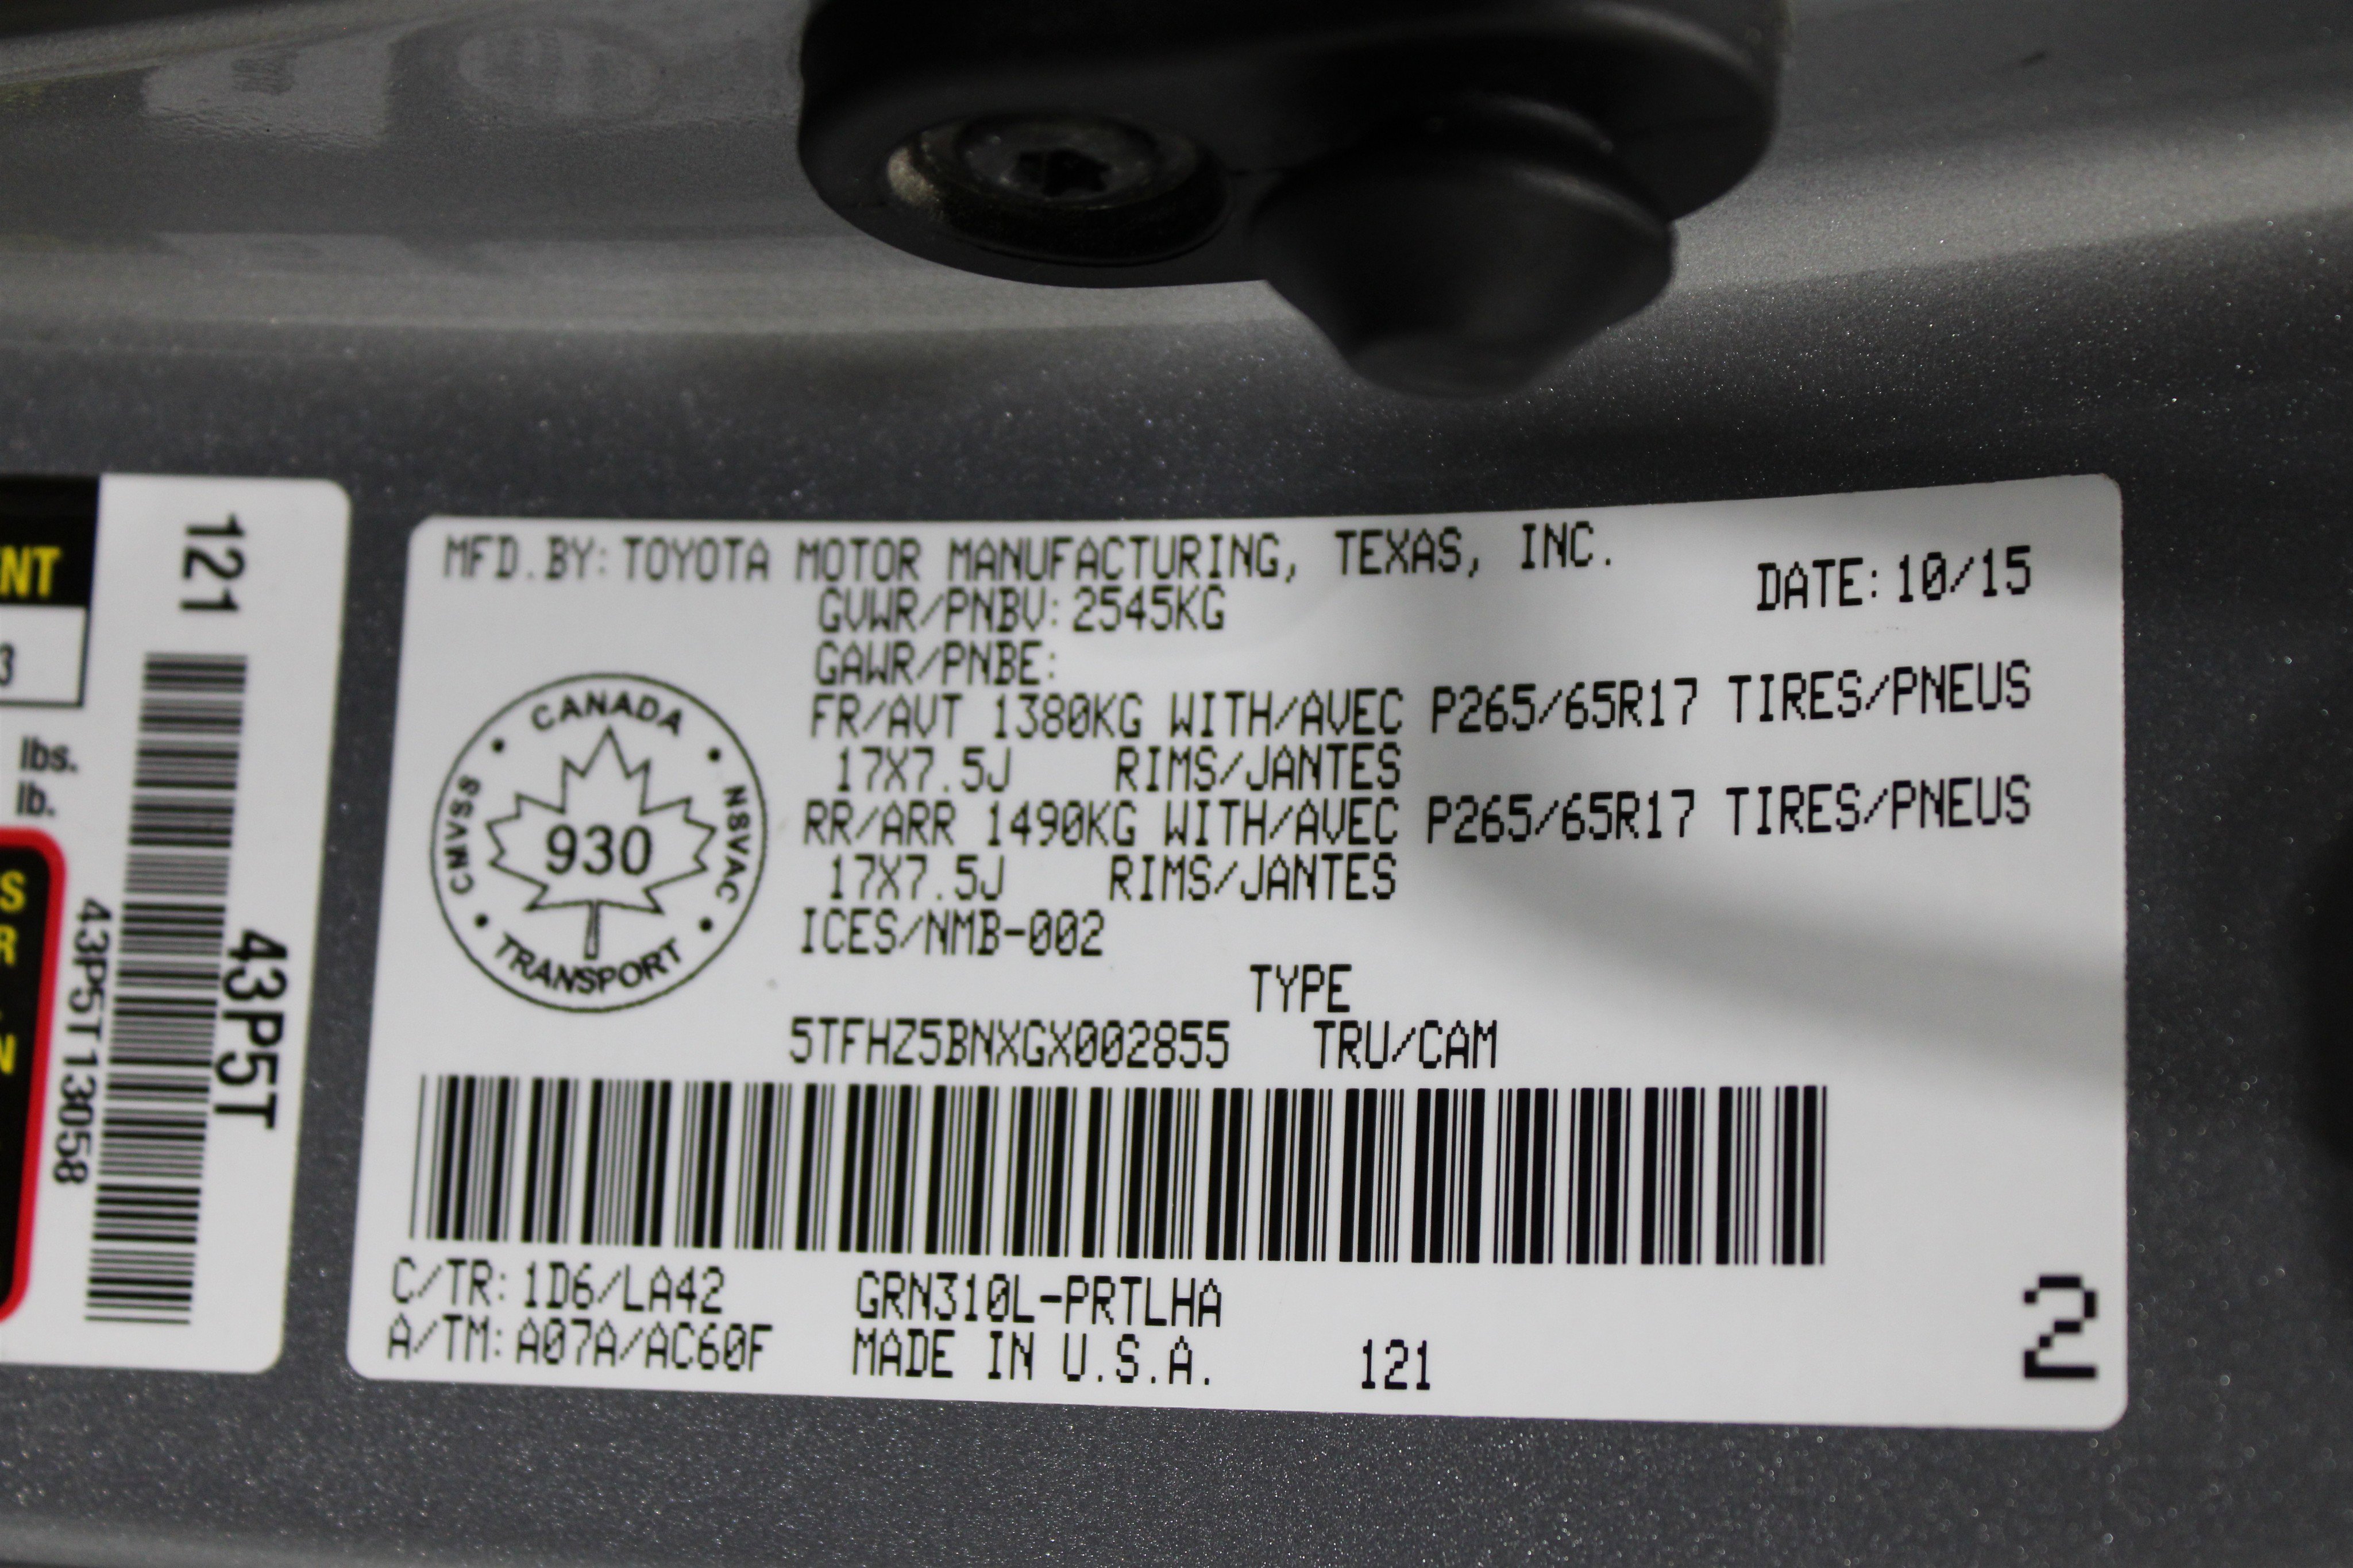 NT
3
lbs.
lb.
S
R
N
121
43P5T
43P5T13058
MFD.BY:TOYOTA MOTOR MANUFACTURING, TEXAS, INC.
DATE:10/15
GVWR/PNBV:2545KG
GAWR/PNBE:
FR/AVT 1380KG WITH/AVEC P265/65R17 TIRES/PNEUS
17X7.5J RIMS/JANTES
RR/ARR 1490KG WITH/AVEC P265/65R17 TIRES/PNEUS
17X7.5J RIMS/JANTES
ICES/NMB-002
CANADA
CMVSS
930
NSVAC
TRANSPORT
TYPE
5TFHZ5BNXGX002855 TRU/CAM
C/TR:1D6/LA42 GRN310L-PRTLHA
A/TM:A07A/AC60F MADE IN U.S.A. 121
2